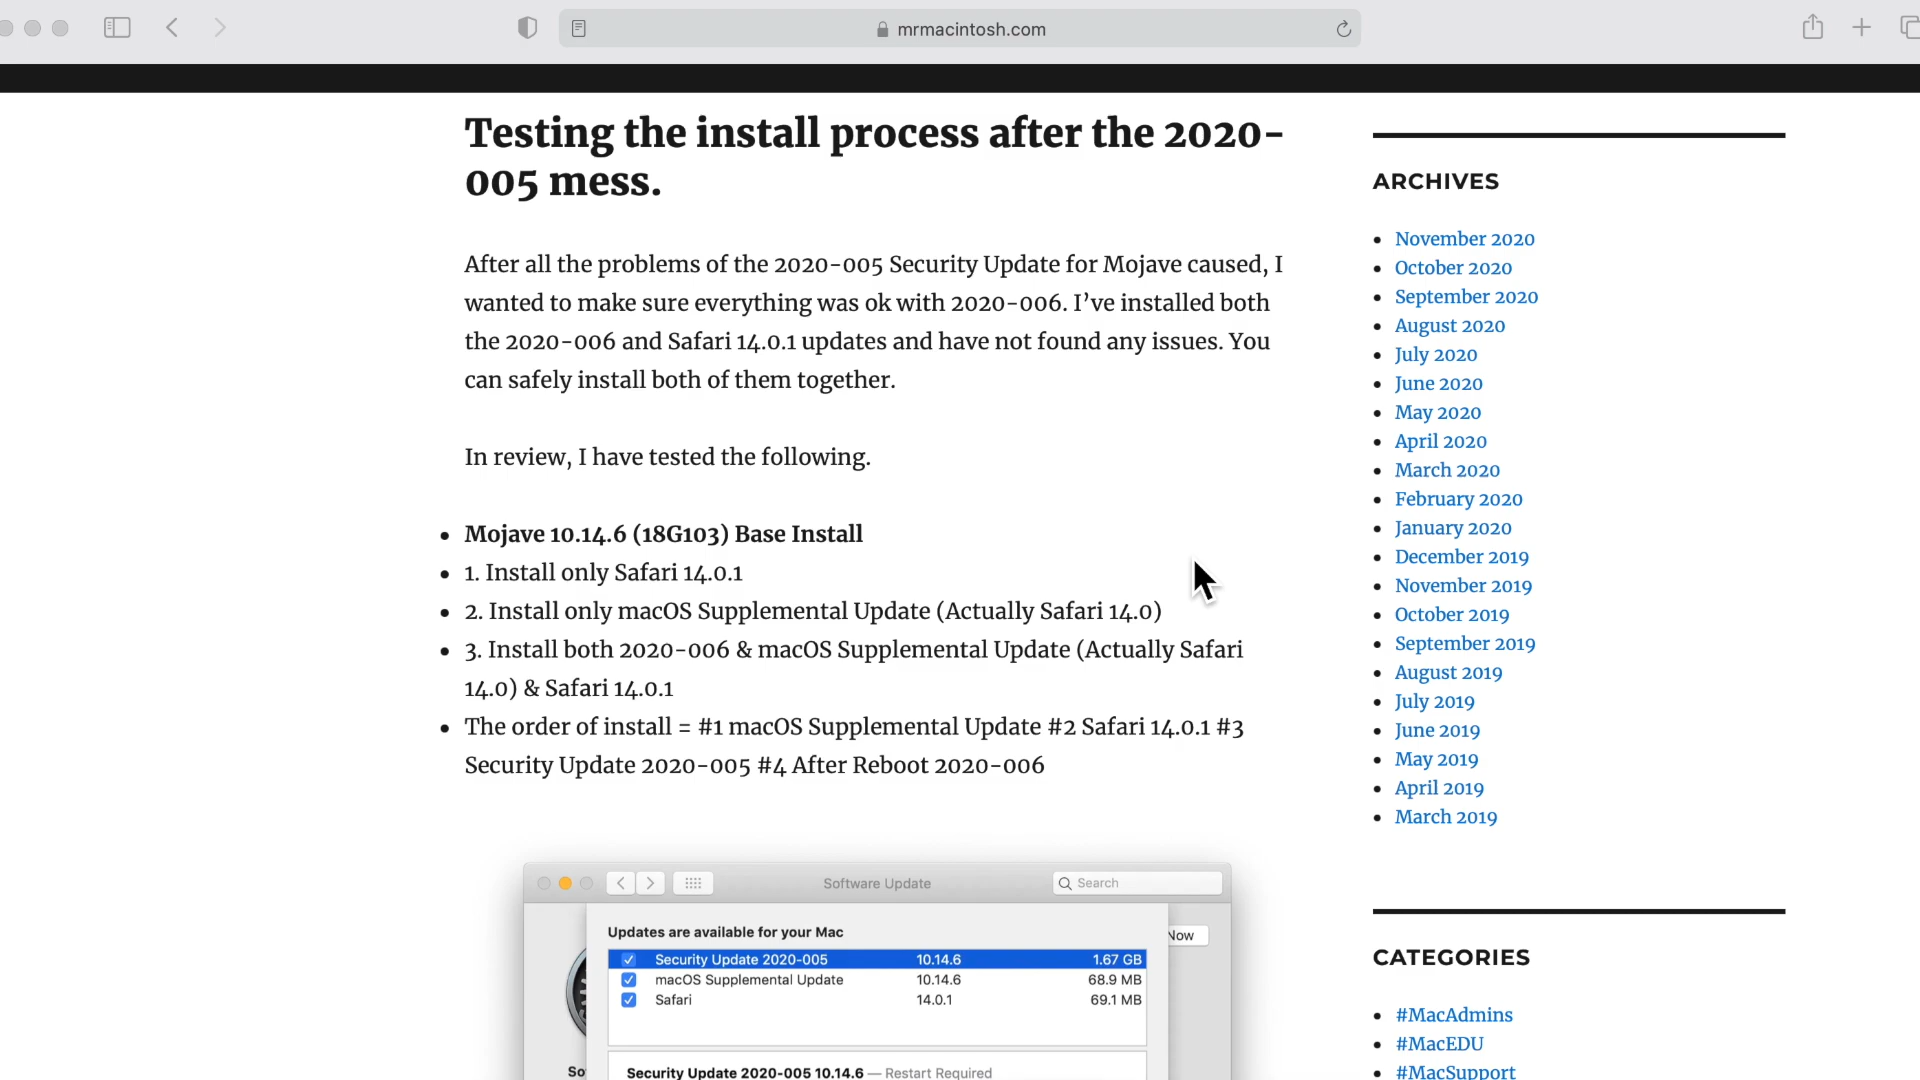 mrmacintosh.com
Testing the install process after the 2020-
005 mess.
After all the problems of the 2020-005 Security Update for Mojave caused, I
wanted to make sure everything was ok with 2020-006. I’ve installed both
the 2020-006 and Safari 14.0.1 updates and have not found any issues. You
can safely install both of them together.
In review, I have tested the following.
Mojave 10.14.6 (18G103) Base Install
1. Install only Safari 14.0.1
2. Install only macOS Supplemental Update (Actually Safari 14.0)
3. Install both 2020-006 & macOS Supplemental Update (Actually Safari
14.0) & Safari 14.0.1
The order of install = #1 macOS Supplemental Update #2 Safari 14.0.1 #3
Security Update 2020-005 #4 After Reboot 2020-006
Software Update
Search
Updates are available for your Mac
Now
Security Update 2020-005 10.14.6 1.67 GB
macOS Supplemental Update 10.14.6 68.9 MB
Safari 14.0.1 69.1 MB
Security Update 2020-005 10.14.6 — Restart Required
ARCHIVES
November 2020
October 2020
September 2020
August 2020
July 2020
June 2020
May 2020
April 2020
March 2020
February 2020
January 2020
December 2019
November 2019
October 2019
September 2019
August 2019
July 2019
June 2019
May 2019
April 2019
March 2019
CATEGORIES
#MacAdmins
#MacEDU
#MacSupport